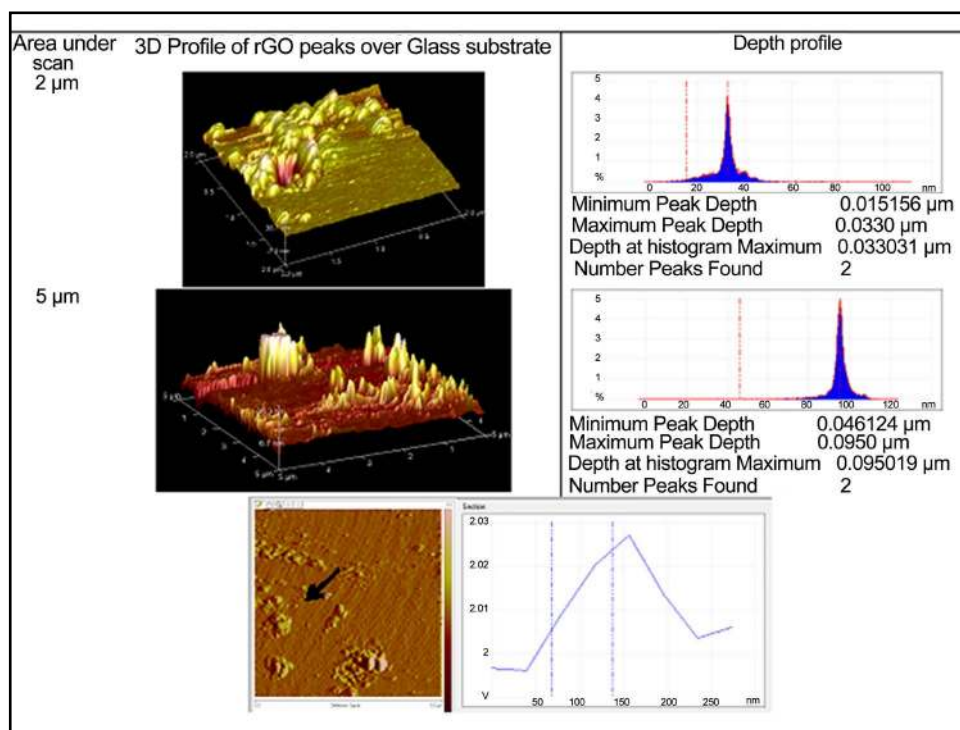 Area under scan
3D Profile of rGO peaks over Glass substrate
Depth profile
2 µm
5
4
3
2
1
%
0 20 40 60 80 100 nm
Minimum Peak Depth 0.015156 µm
Maximum Peak Depth 0.0330 µm
Depth at histogram Maximum 0.033031 µm
Number Peaks Found 2
5 µm
5
4
3
2
1
%
0 20 40 60 80 100 120 nm
Minimum Peak Depth 0.046124 µm
Maximum Peak Depth 0.0950 µm
Depth at histogram Maximum 0.095019 µm
Number Peaks Found 2
Section
2.03
2.02
2.01
2
V
50 100 150 200 250 nm